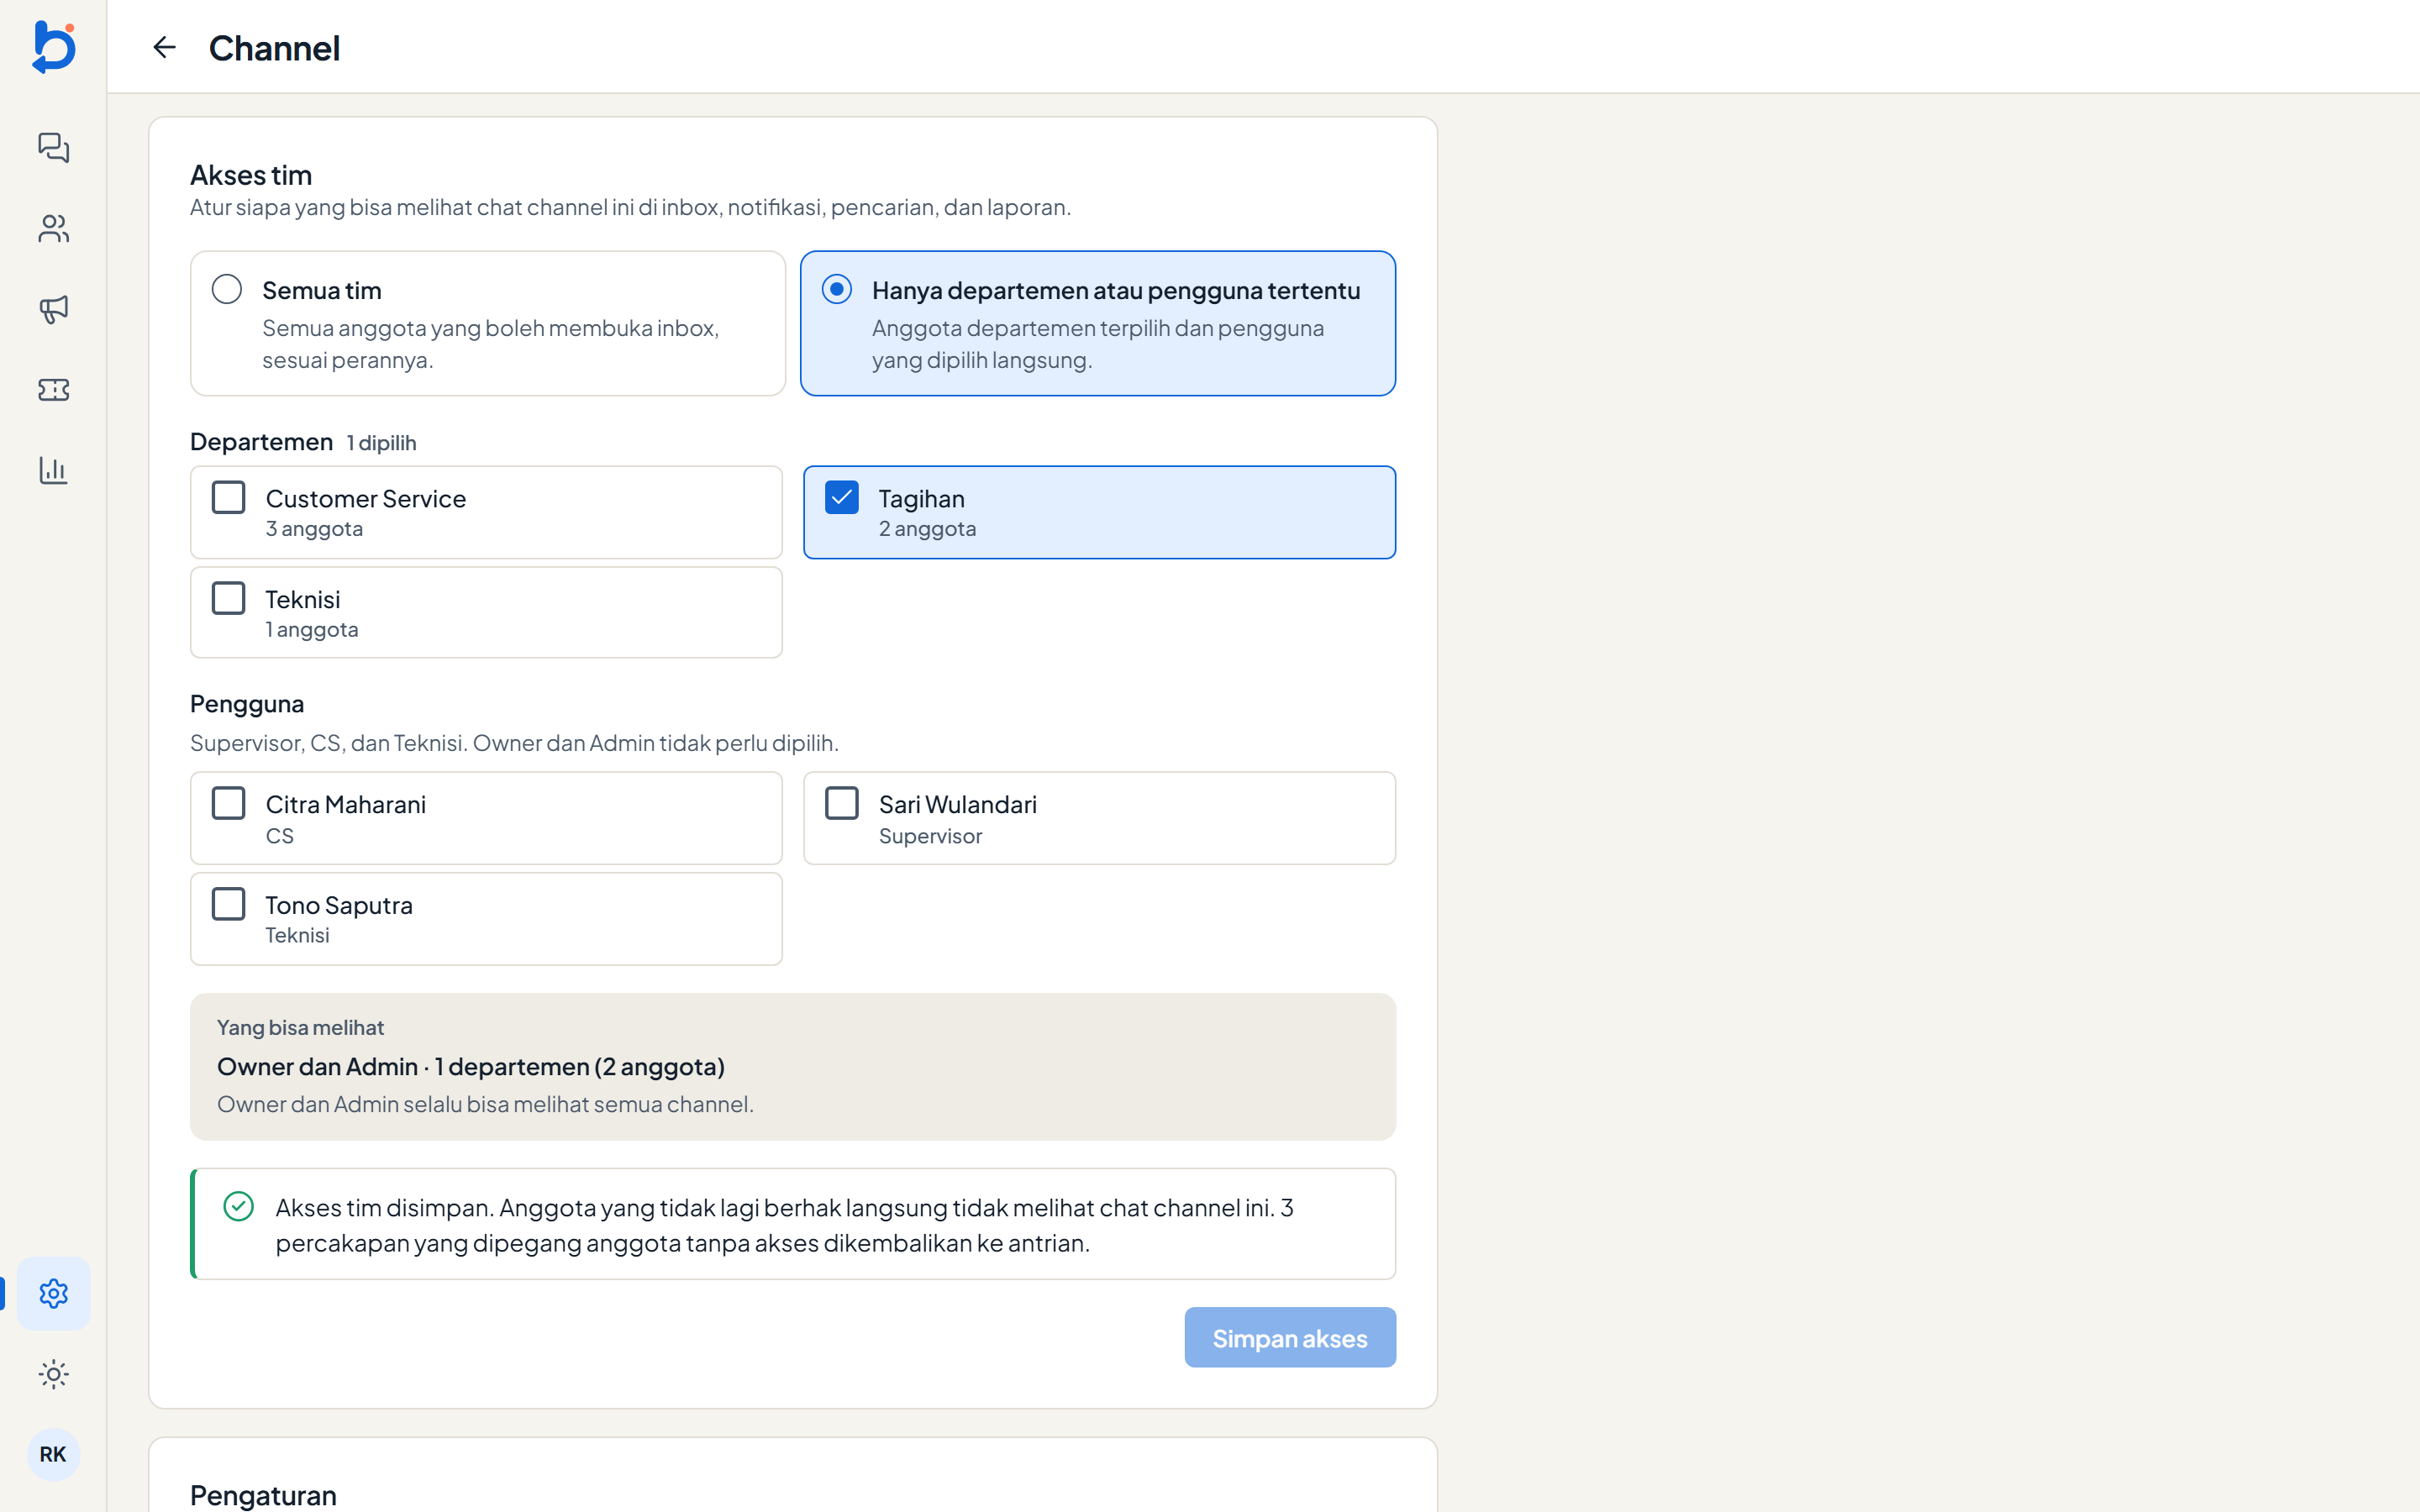 Channel
Akses tim
Atur siapa yang bisa melihat chat channel ini di inbox, notifikasi, pencarian, dan laporan.
Semua tim
Semua anggota yang boleh membuka inbox,
sesuai perannya.
Hanya departemen atau pengguna tertentu
Anggota departemen terpilih dan pengguna
yang dipilih langsung.
Departemen 1 dipilih
Customer Service
3 anggota
Tagihan
2 anggota
Teknisi
1 anggota
Pengguna
Supervisor, CS, dan Teknisi. Owner dan Admin tidak perlu dipilih.
Citra Maharani
CS
Sari Wulandari
Supervisor
Tono Saputra
Teknisi
Yang bisa melihat
Owner dan Admin · 1 departemen (2 anggota)
Owner dan Admin selalu bisa melihat semua channel.
Akses tim disimpan. Anggota yang tidak lagi berhak langsung tidak melihat chat channel ini. 3
percakapan yang dipegang anggota tanpa akses dikembalikan ke antrian.
Simpan akses
RK
Pengaturan